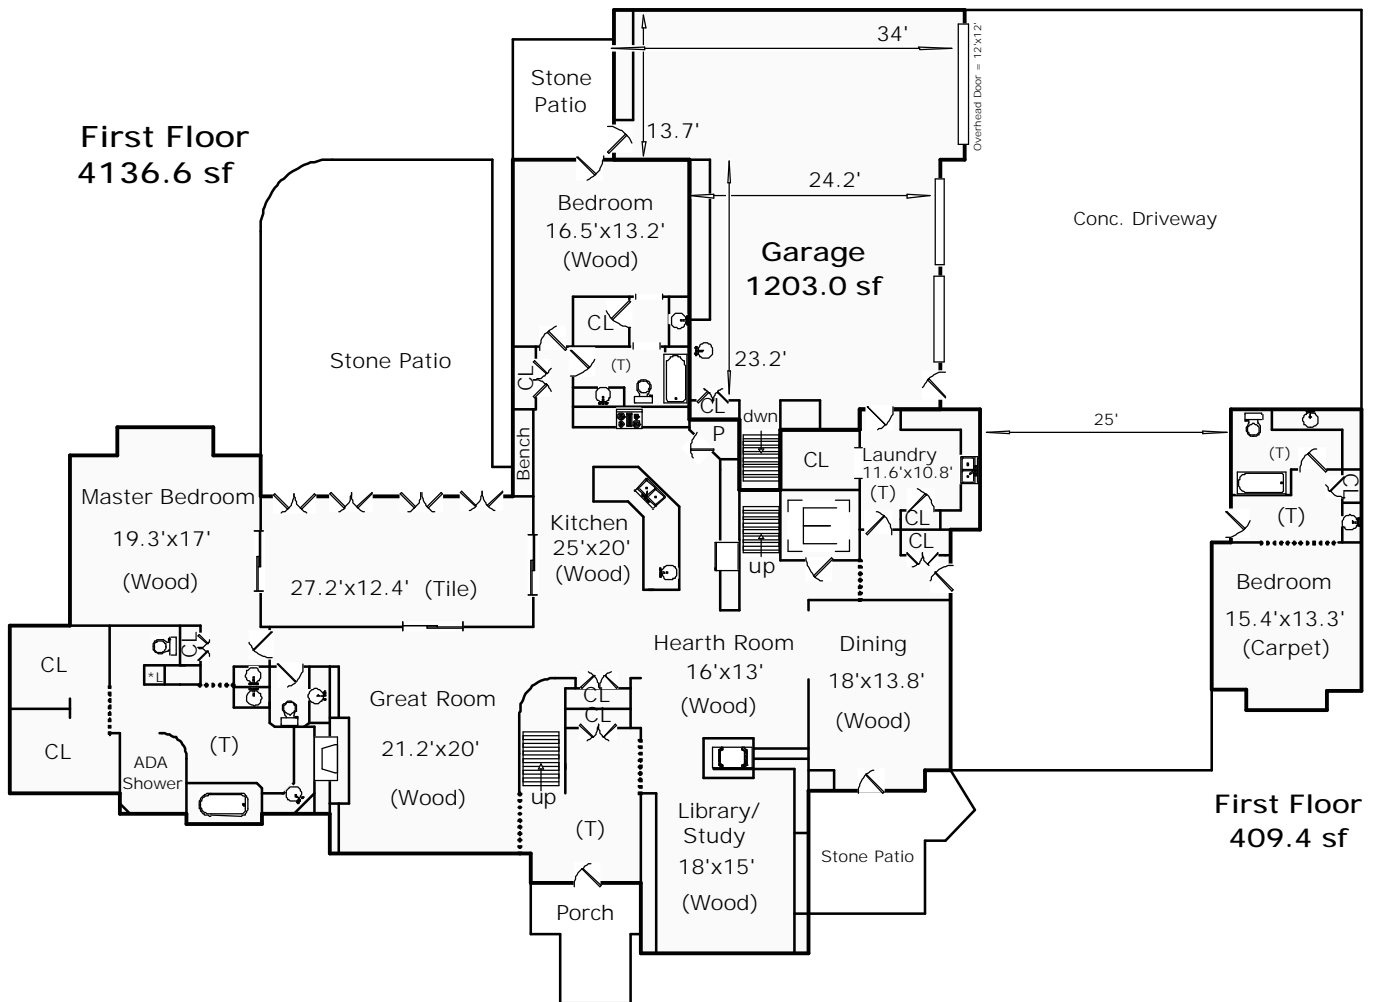 First Floor
4136.6 sf
Stone
Patio
34'
Overhead Door = 12'x12'
13.7'
24.2'
Bedroom
16.5'x13.2'
(Wood)
Garage
1203.0 sf
Conc. Driveway
CL
Stone Patio
(T)
23.2'
CL
CL
dwn
P
25'
Bench
CL
Laundry
11.6'x10.8'
(T)
CL
CL
(T)
CL
(T)
Master Bedroom
19.3'x17'
(Wood)
27.2'x12.4' (Tile)
Kitchen
25'x20'
(Wood)
up
E
Bedroom
15.4'x13.3'
(Carpet)
CL
CL
CL
*L
(T)
ADA
Shower
Great Room
21.2'x20'
(Wood)
CL
CL
up
(T)
Hearth Room
16'x13'
(Wood)
Dining
18'x13.8'
(Wood)
Library/
Study
18'x15'
(Wood)
Stone Patio
Porch
First Floor
409.4 sf